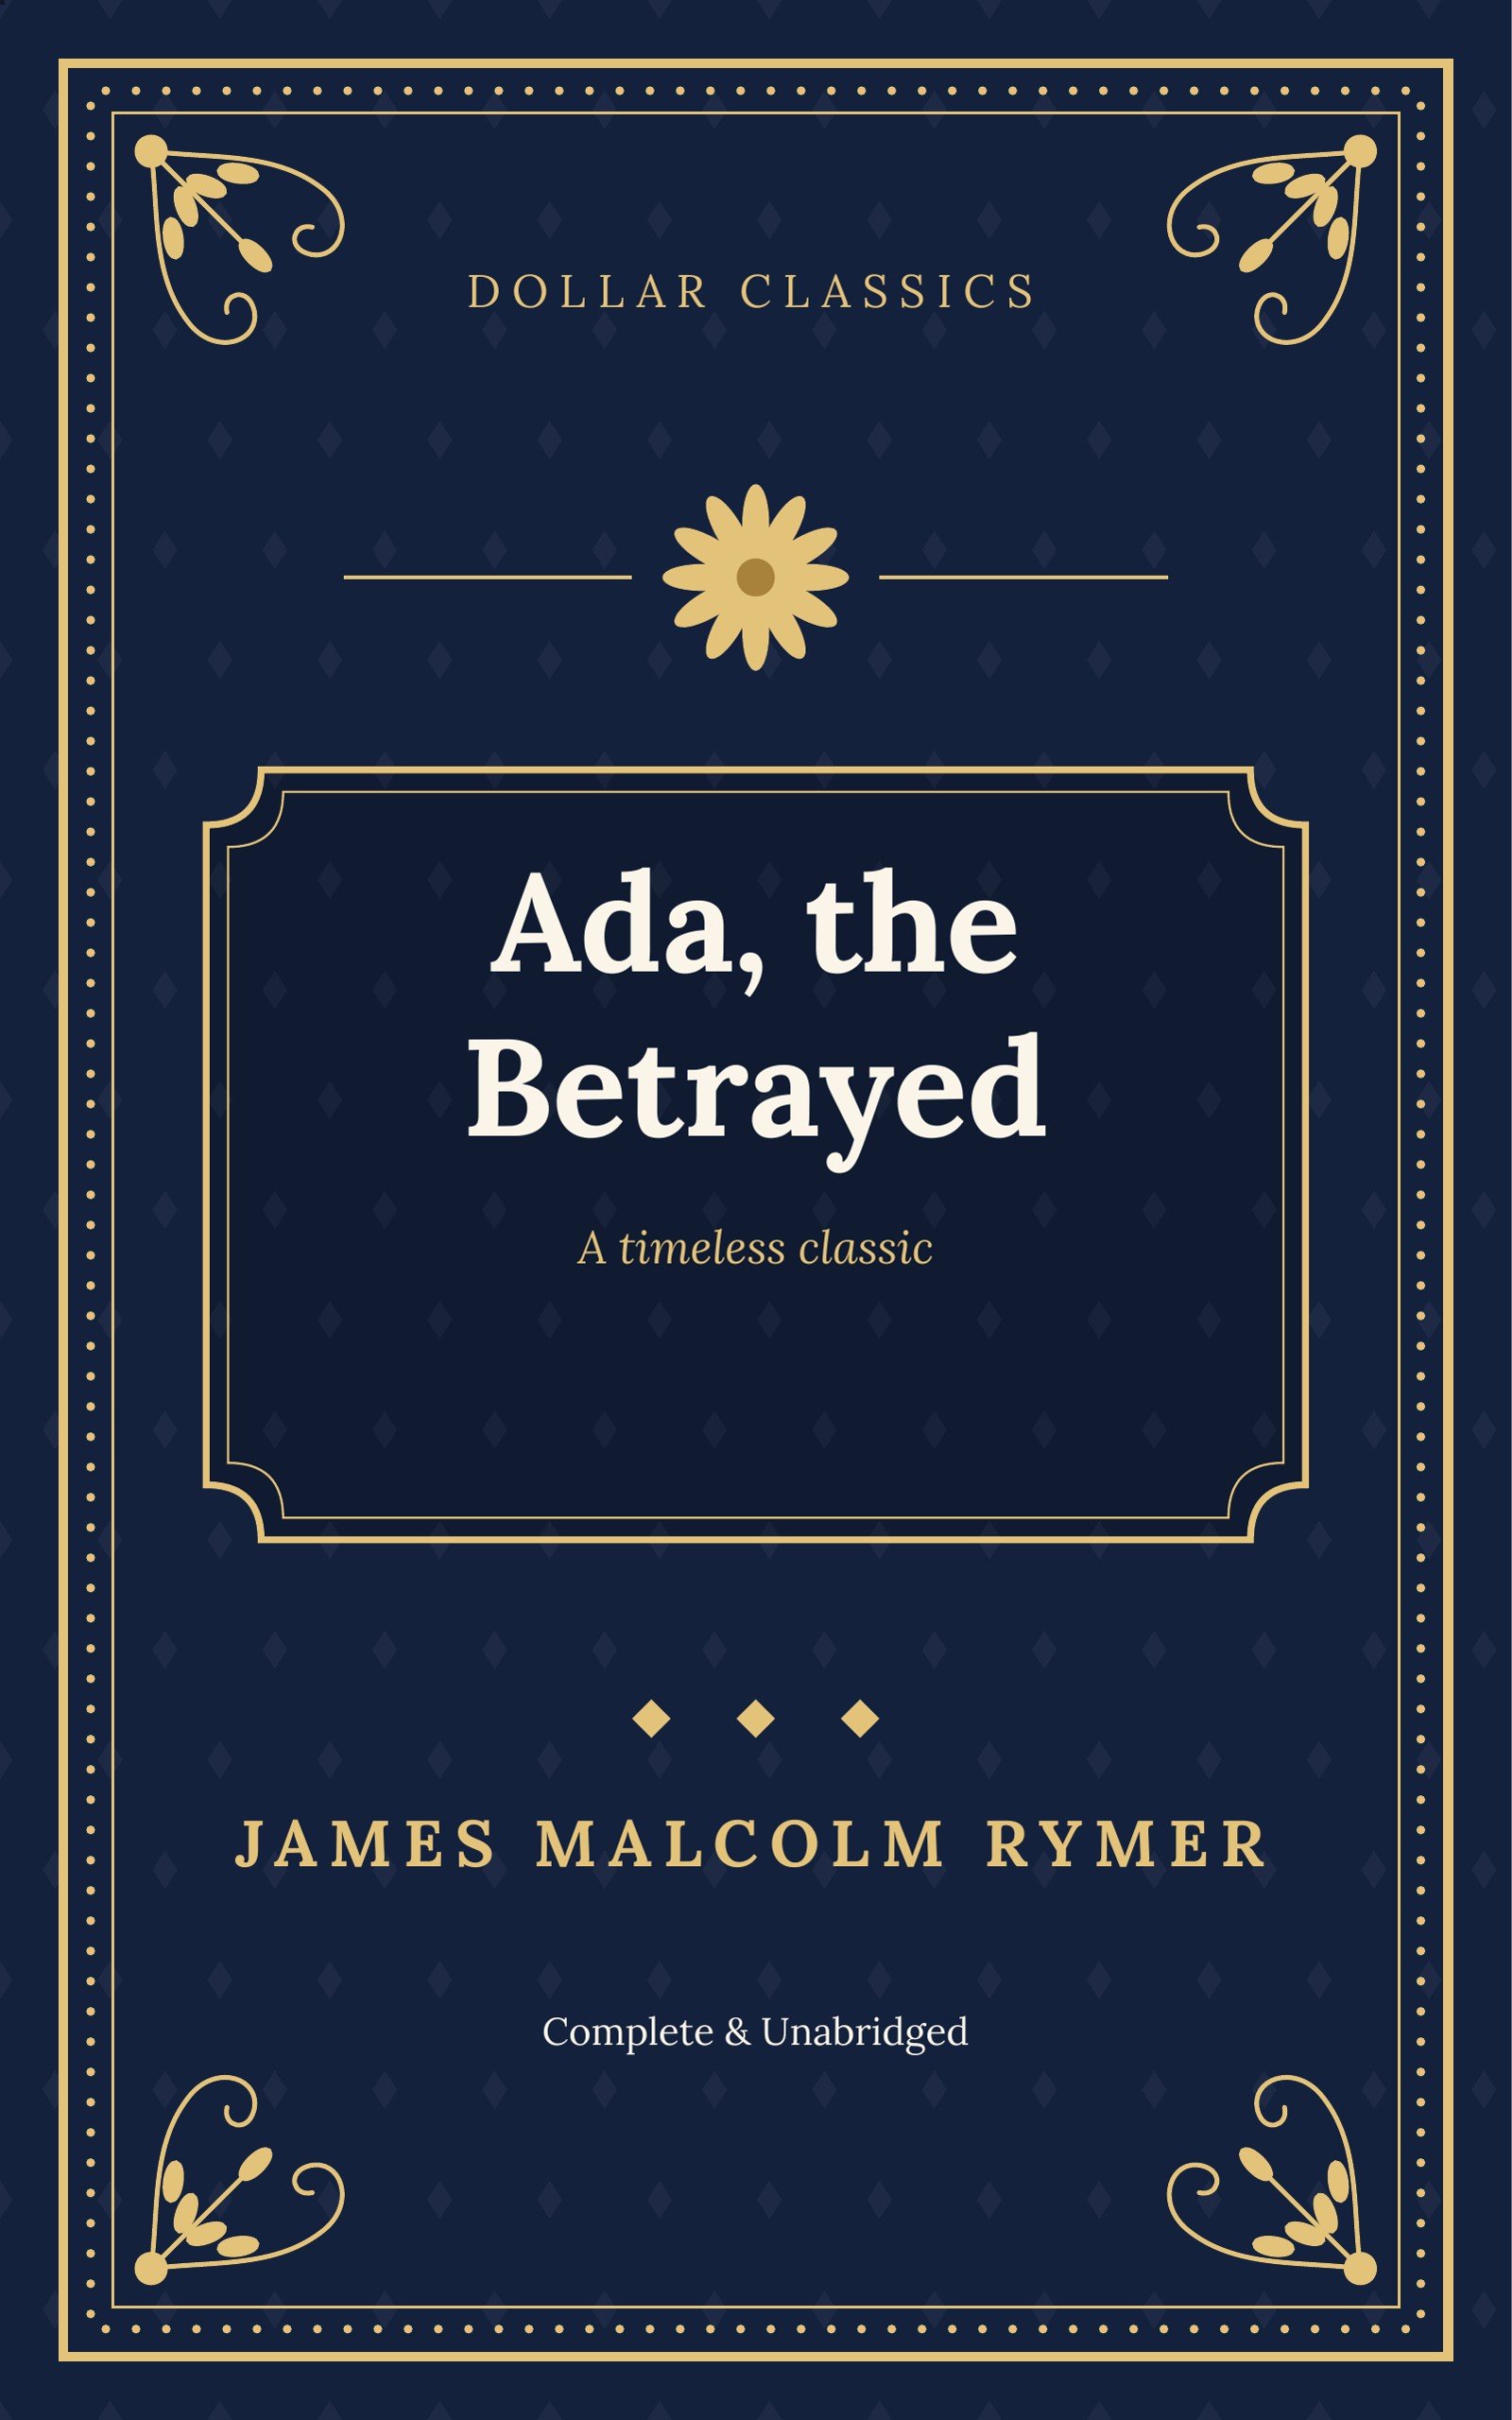 DOLLAR CLASSICS
Ada, the
Betrayed
A timeless classic
JAMES MALCOLM RYMER
Complete & Unabridged